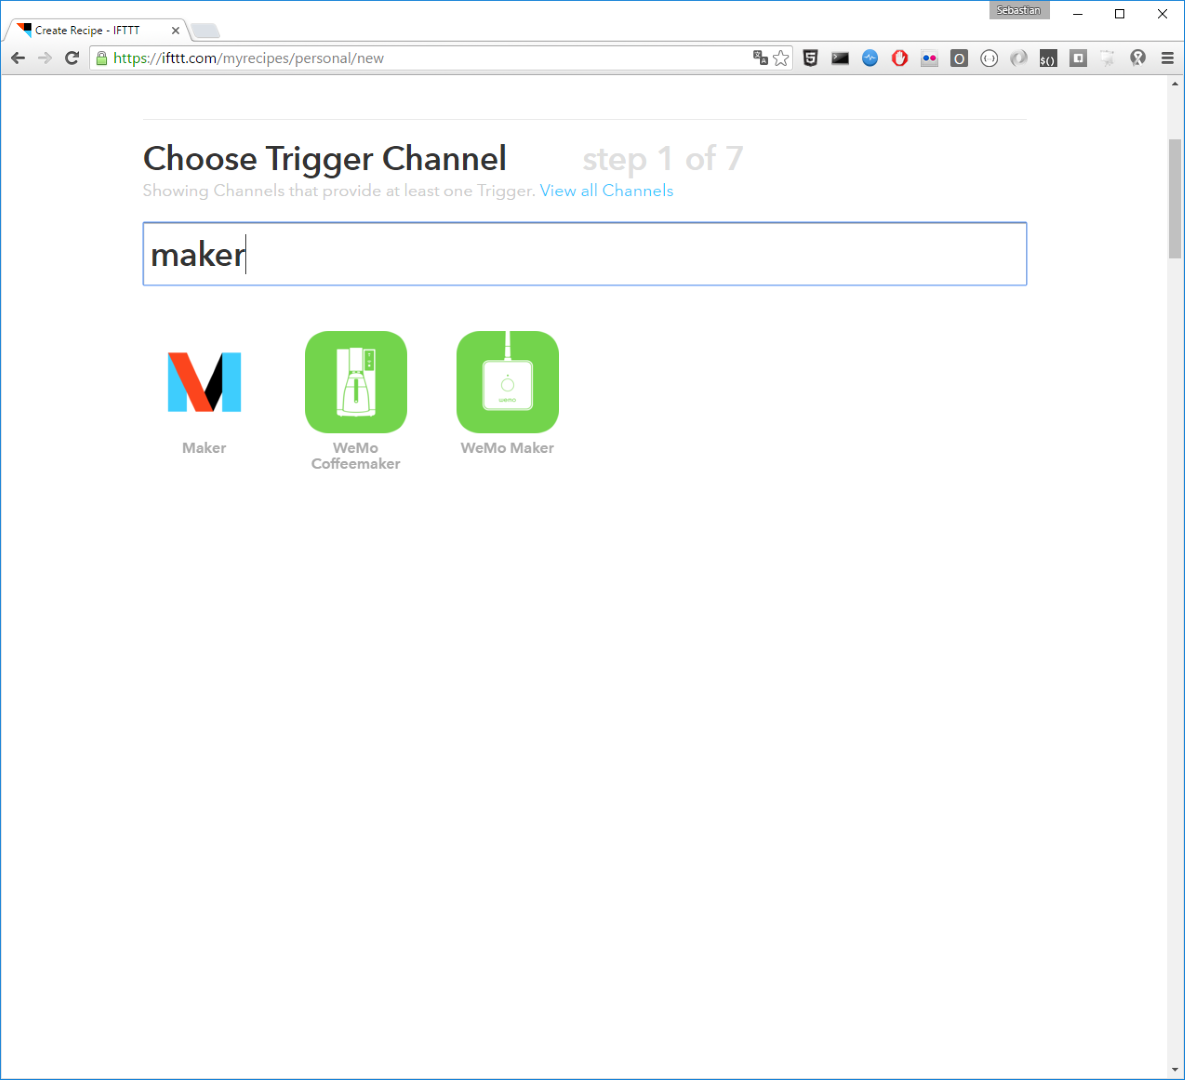 Sebastian
Create Recipe - IFTTT
https://ifttt.com/myrecipes/personal/new
Choose Trigger Channel step 1 of 7
Showing Channels that provide at least one Trigger. View all Channels
maker
wemo
Maker
WeMo Coffeemaker
WeMo Maker